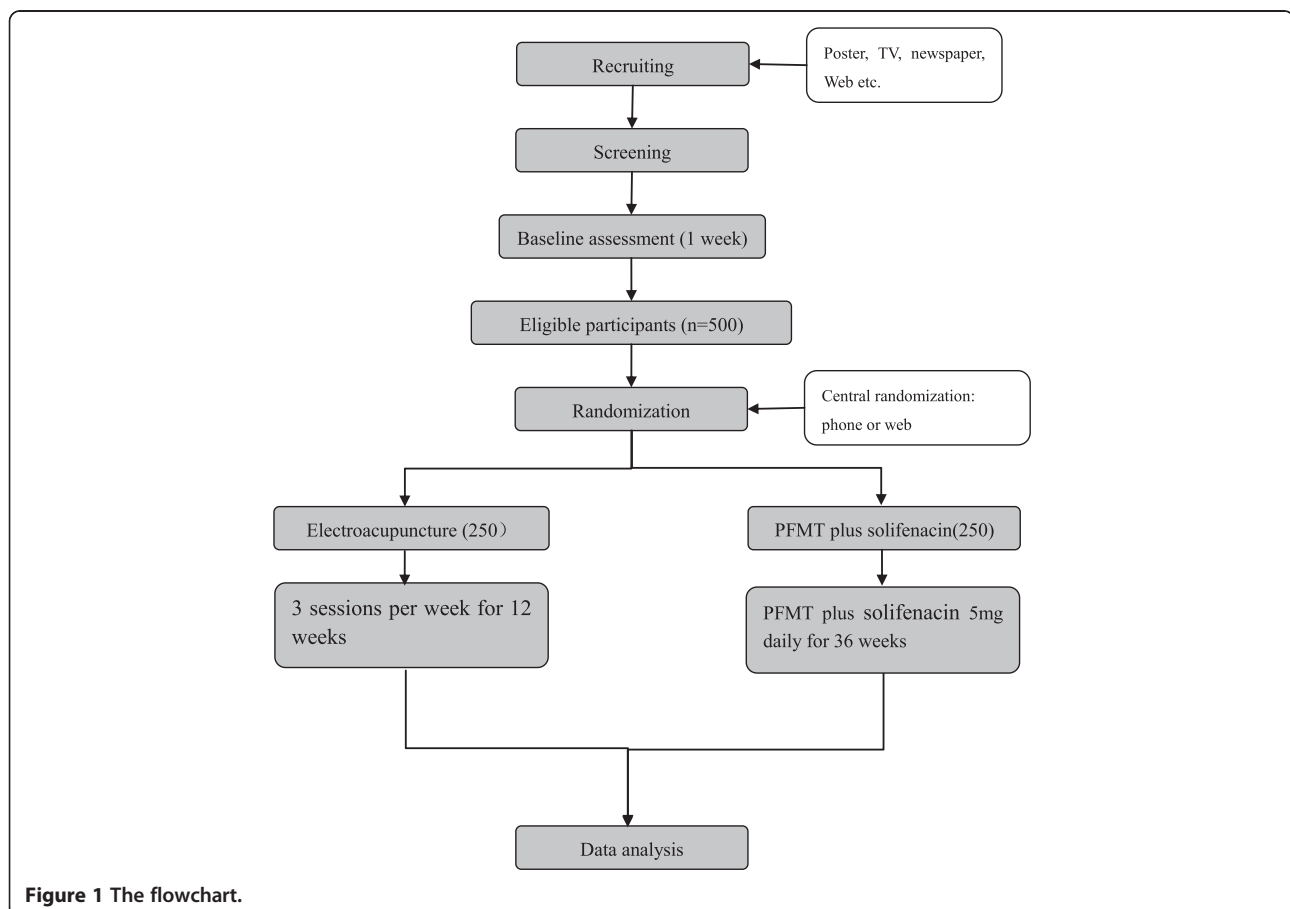 Recruiting
Poster, TV, newspaper,
Web etc.
Screening
Baseline assessment (1 week)
Eligible participants (n=500)
Randomization
Central randomization:
phone or web
Electroacupuncture (250）
PFMT plus solifenacin(250)
3 sessions per week for 12
weeks
PFMT plus solifenacin 5mg
daily for 36 weeks
Data analysis
Figure 1 The flowchart.